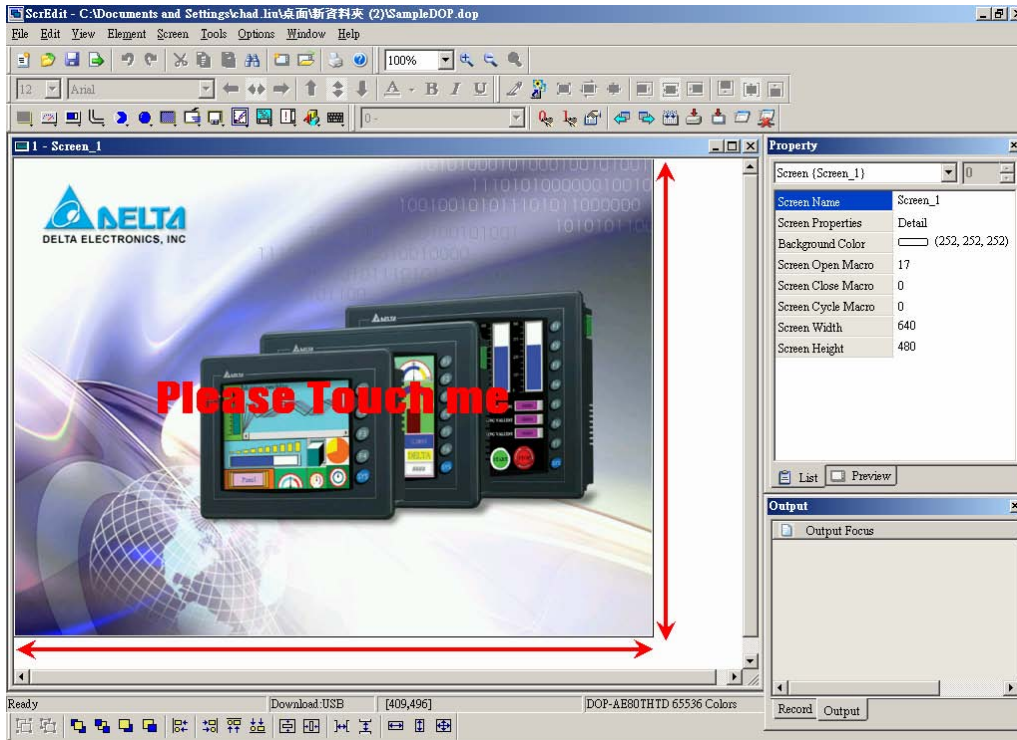 ScrEdit - C:\Documents and Settings\chad.liu\桌面\新資料夾 (2)\SampleDOP.dop
File Edit View Element Screen Tools Options Window Help
100%
12 Arial
0 -
1 - Screen_1
DELTA
DELTA ELECTRONICS, INC
Please Touch me
DELTA
START
Property
Screen {Screen_1} 0
Screen Name Screen_1
Screen Properties Detail
Background Color (252, 252, 252)
Screen Open Macro 17
Screen Close Macro 0
Screen Cycle Macro 0
Screen Width 640
Screen Height 480
List Preview
Output
Output Focus
Record Output
Ready Download:USB [409,496] DOP-AE80THTD 65536 Colors